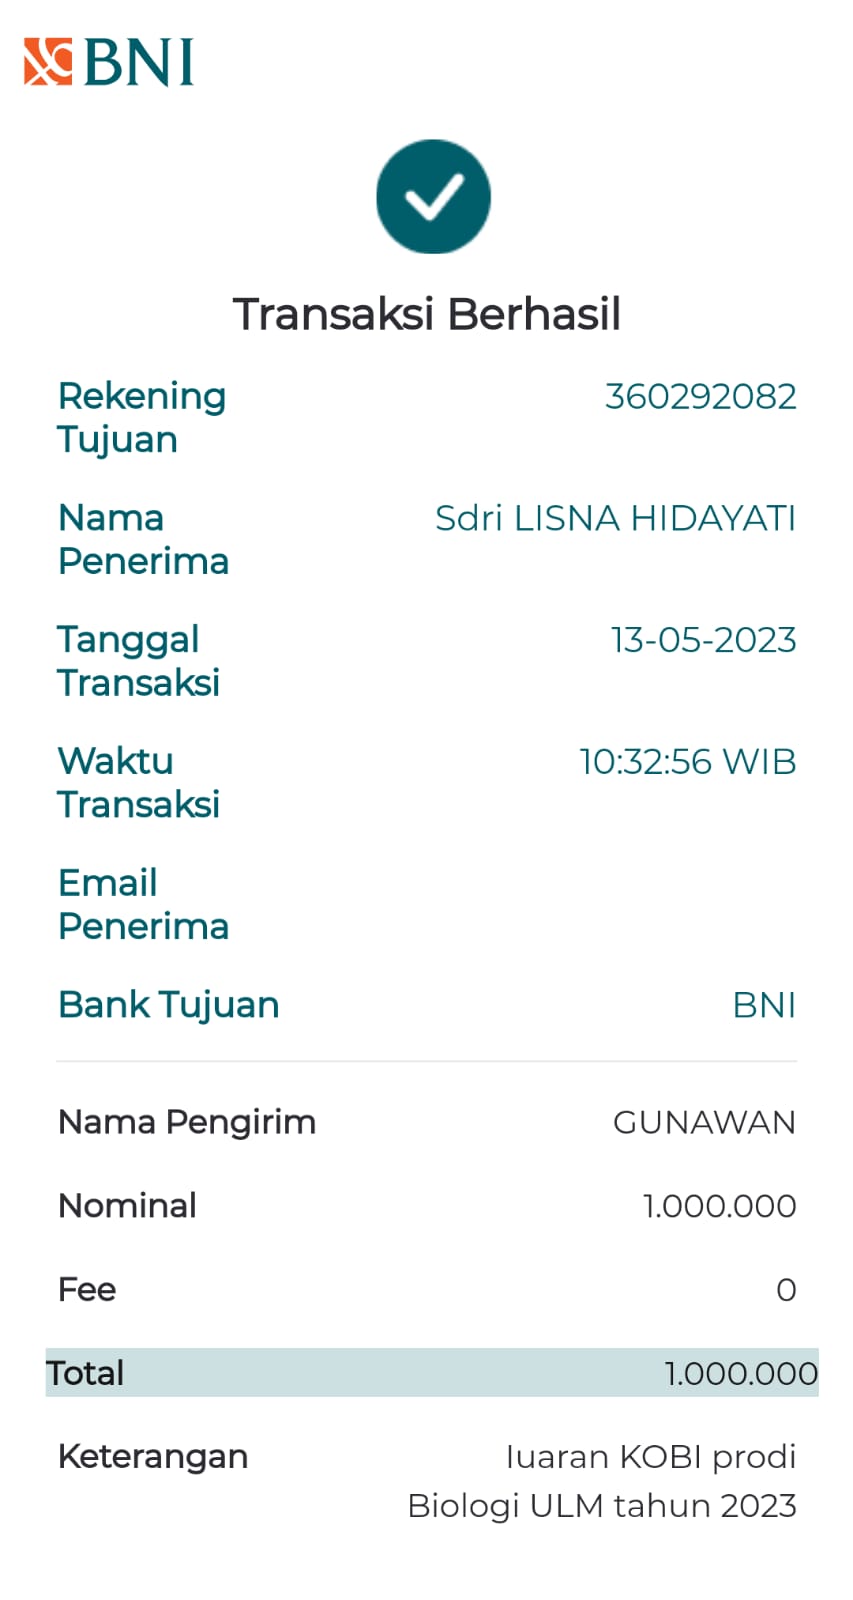 BNI
Transaksi Berhasil
Rekening 360292082
Tujuan
Nama Sdri LISNA HIDAYATI
Penerima
Tanggal 13-05-2023
Transaksi
Waktu 10:32:56 WIB
Transaksi
Email
Penerima
Bank Tujuan BNI
Nama Pengirim GUNAWAN
Nominal 1.000.000
Fee 0
Total 1.000.000
Keterangan Iuaran KOBI prodi
Biologi ULM tahun 2023